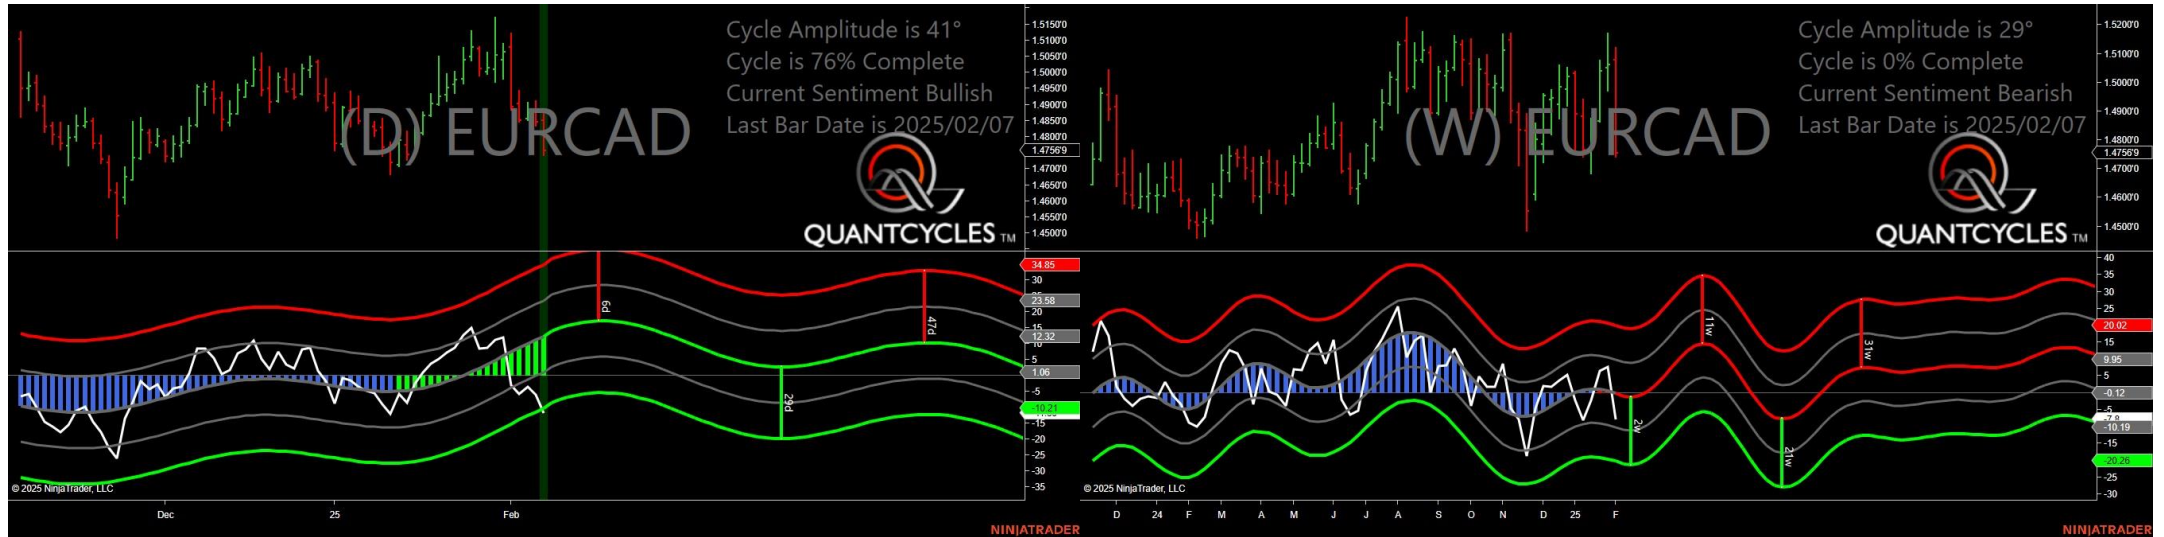 Cycle Amplitude is 41°
Cycle is 76% Complete
Current Sentiment Bullish
Last Bar Date is 2025/02/07
(D) EURCAD
QUANTCYCLES TM
1.5150'0
1.5100'0
1.5050'0
1.5000'0
1.4950'0
1.4900'0
1.4850'0
1.4800'0
1.4756'9
1.4700'0
1.4650'0
1.4600'0
1.4550'0
1.4500'0
34.85
30
23.58
20
15
12.32
5
1.06
-5
-10.21
-15
-20
-25
-30
-35
6d
29d
47d
© 2025 NinjaTrader, LLC
Dec
25
Feb
NINJATRADER
Cycle Amplitude is 29°
Cycle is 0% Complete
Current Sentiment Bearish
Last Bar Date is 2025/02/07
(W) EURCAD
QUANTCYCLES TM
1.5200'0
1.5100'0
1.5000'0
1.4900'0
1.4800'0
1.4756'9
1.4700'0
1.4600'0
1.4500'0
40
35
30
25
20.02
15
9.95
5
-0.12
-5
-10.19
-15
-20.26
-25
-30
2w
11w
21w
31w
© 2025 NinjaTrader, LLC
D
24
F
M
A
M
J
J
A
S
O
N
D
25
F
NINJATRADER